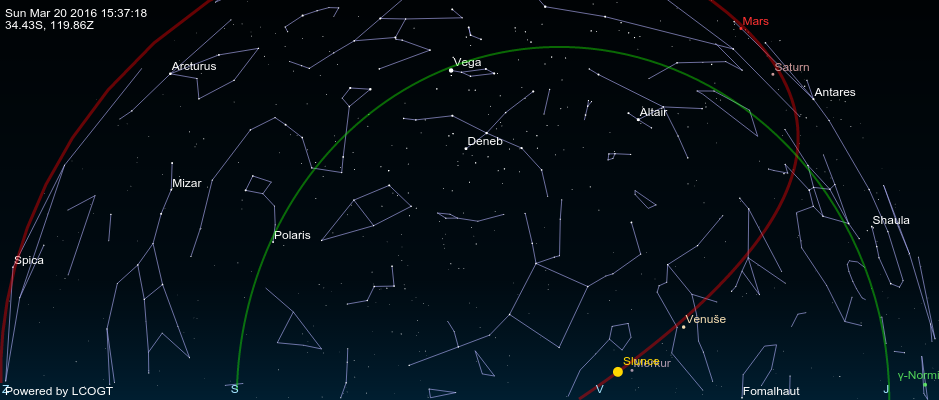 Sun Mar 20 2016 15:37:18
34.43S, 119.86Z
Mars
Vega
Arcturus
Saturn
Antares
Altair
Deneb
Mizar
Shaula
Polaris
Spica
Venuše
Slunce
Merkur
γ-Normi
Z
Powered by LCOGT
S
V
Fomalhaut
J